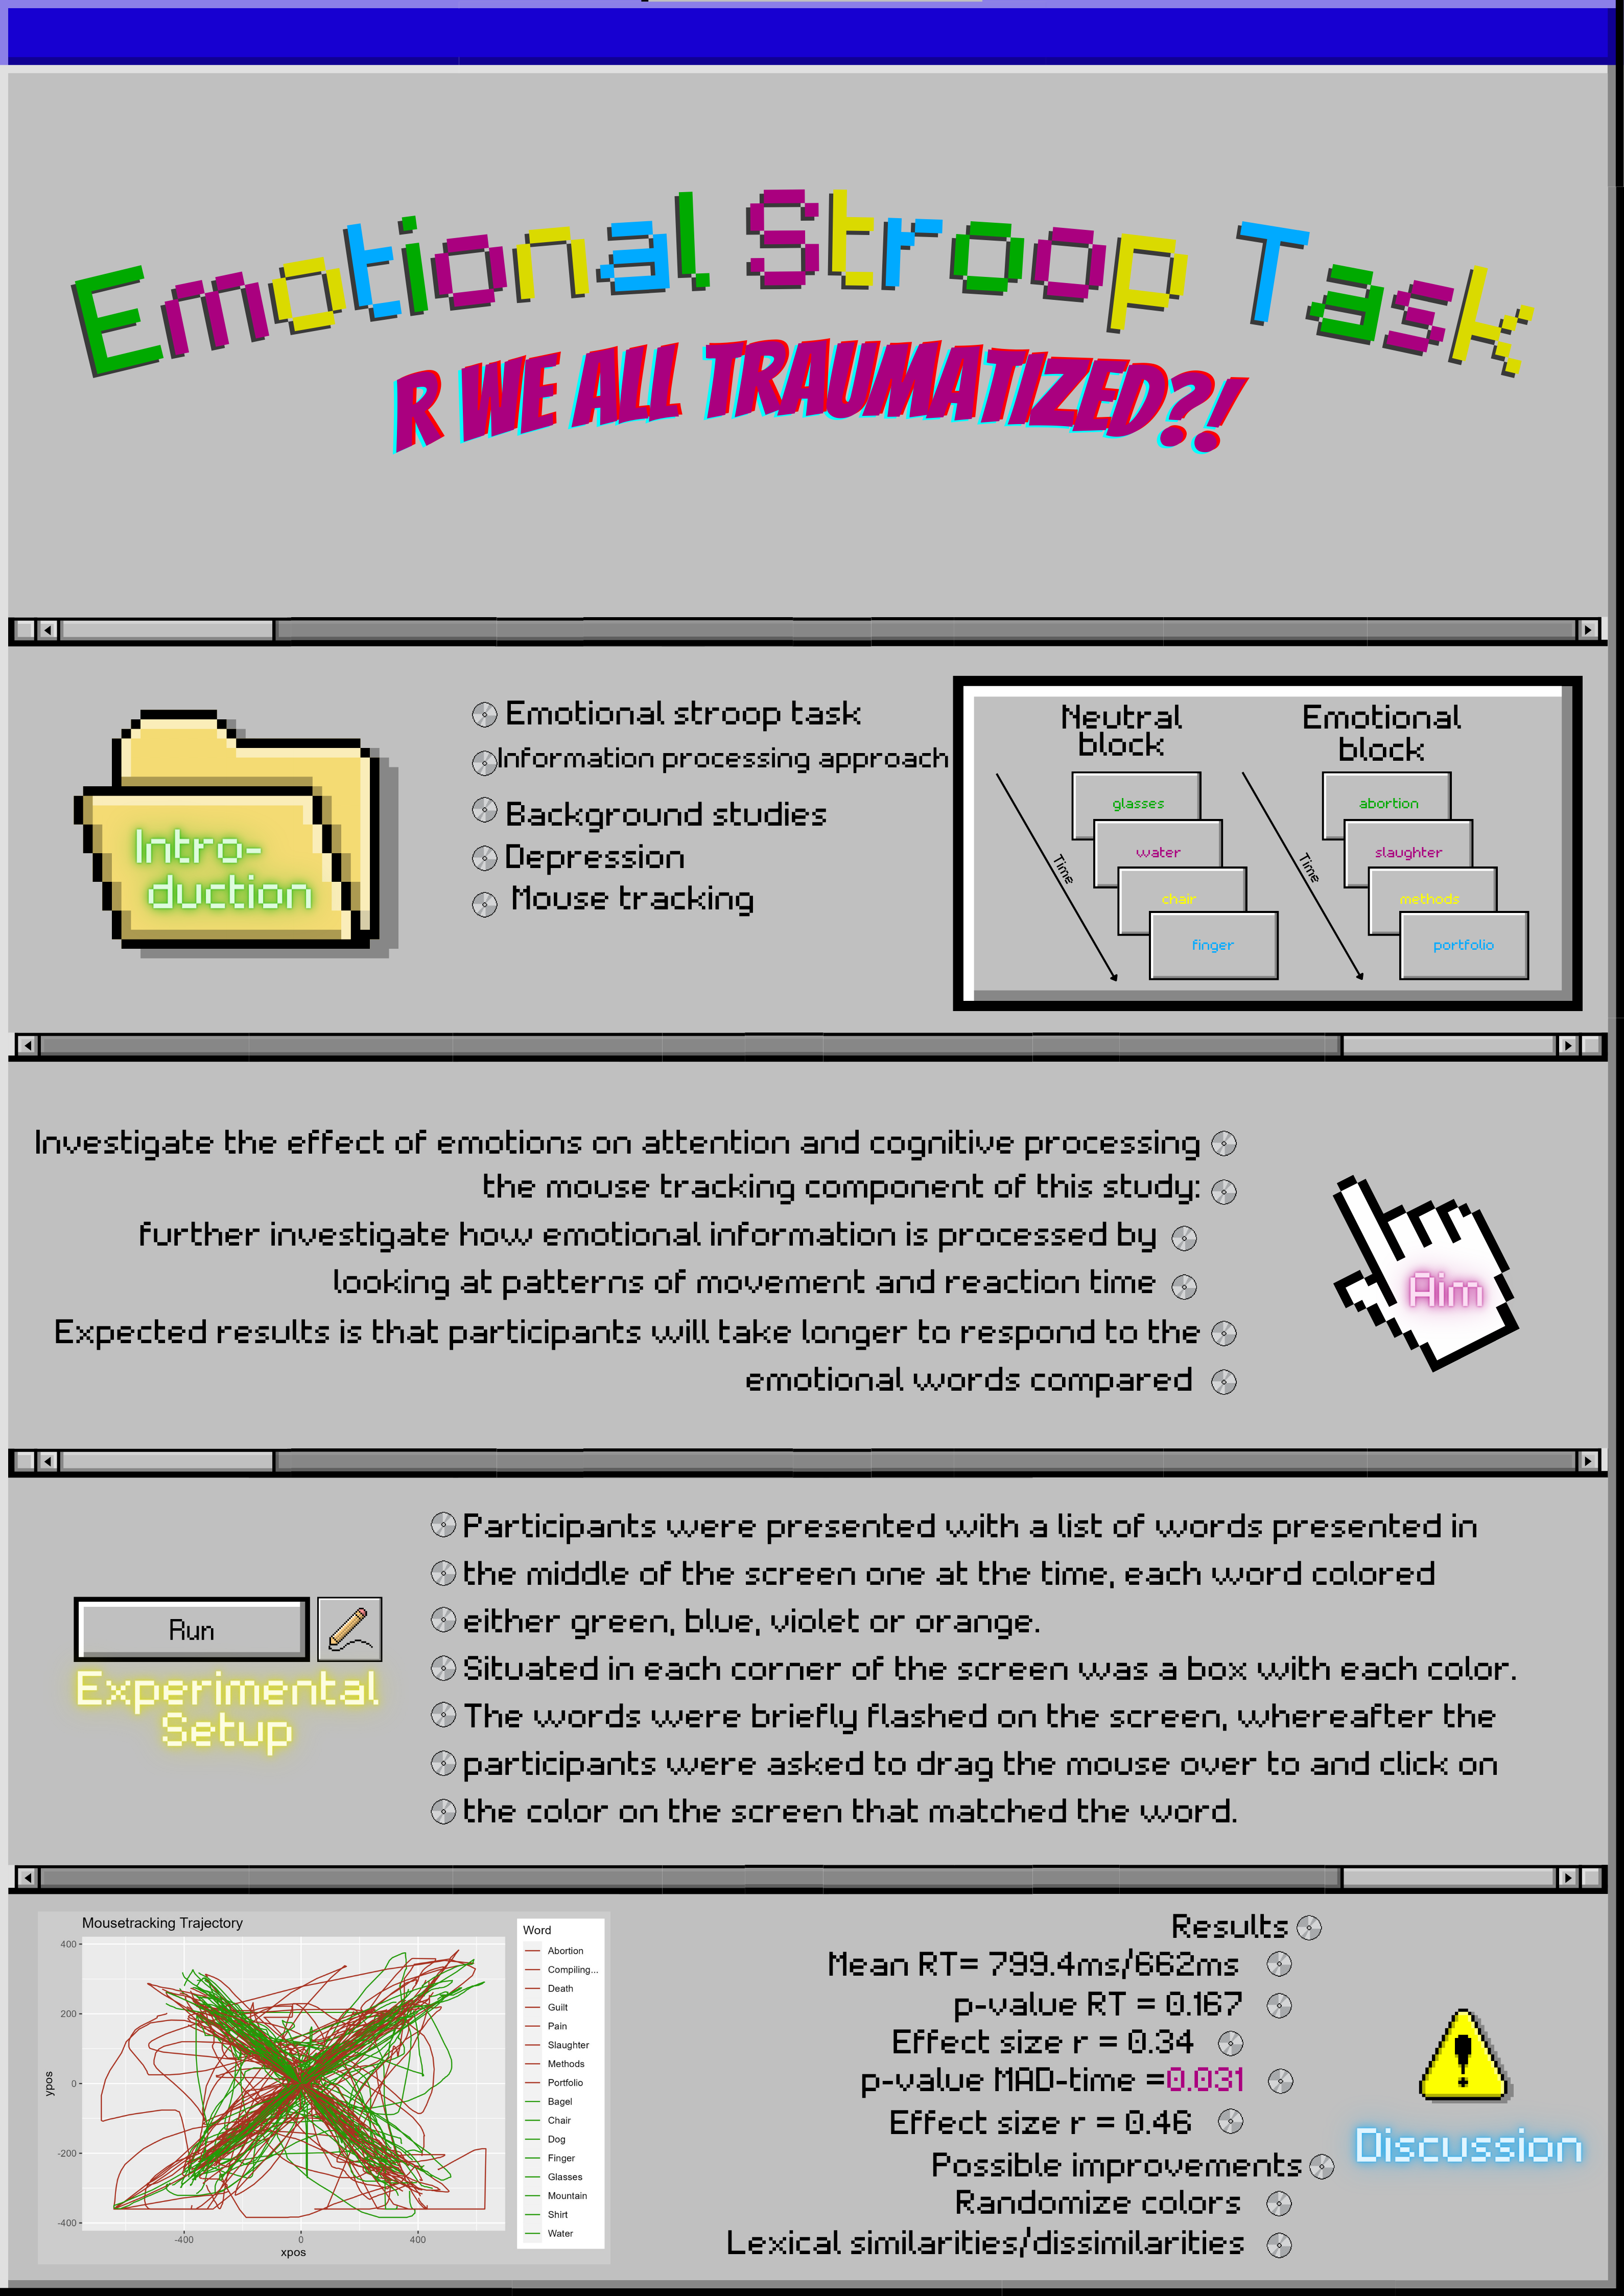 Emotional Stroop Task
R WE ALL TRAUMATIZED?!
Intro-
duction
Emotional stroop task
Information processing approach
Background studies
Depression
Mouse tracking
Neutral
block
Time
glasses
water
chair
finger
Emotional
block
Time
abortion
slaughter
methods
portfolio
Investigate the effect of emotions on attention and cognitive processing
the mouse tracking component of this study:
further investigate how emotional information is processed by
looking at patterns of movement and reaction time
Expected results is that participants will take longer to respond to the
emotional words compared
Aim
Run
Experimental
Setup
Participants were presented with a list of words presented in
the middle of the screen one at the time, each word colored
either green, blue, violet or orange.
Situated in each corner of the screen was a box with each color.
The words were briefly flashed on the screen, whereafter the
participants were asked to drag the mouse over to and click on
the color on the screen that matched the word.
Mousetracking Trajectory
400
200
0
-200
-400
ypos
-400
0
400
xpos
Word
Abortion
Compiling...
Death
Guilt
Pain
Slaughter
Methods
Portfolio
Bagel
Chair
Dog
Finger
Glasses
Mountain
Shirt
Water
Results
Mean RT= 799.4ms/662ms
p-value RT = 0.167
Effect size r = 0.34
p-value MAD-time =0.031
Effect size r = 0.46
Possible improvements
Randomize colors
Lexical similarities/dissimilarities
Discussion